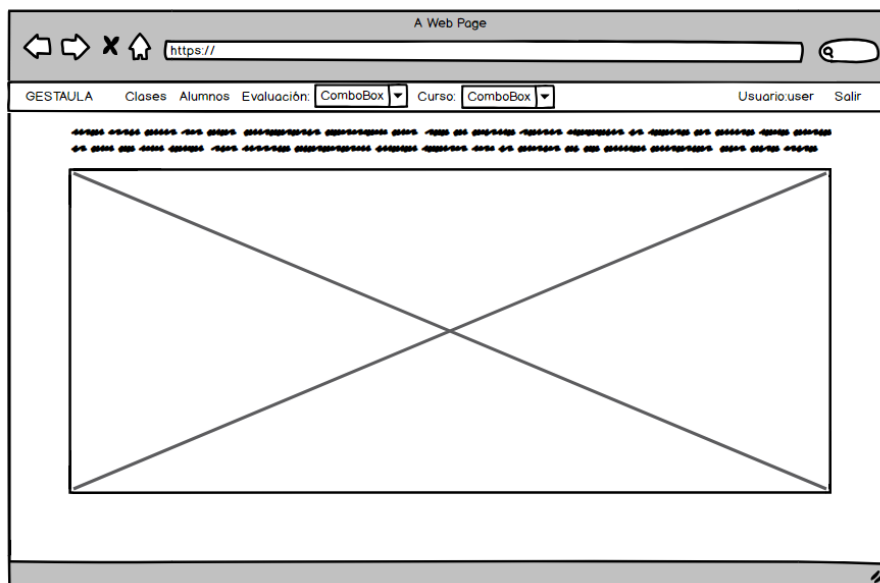 A Web Page
https://
GESTAULA Clases Alumnos Evaluación: ComboBox Curso: ComboBox Usuario:user Salir